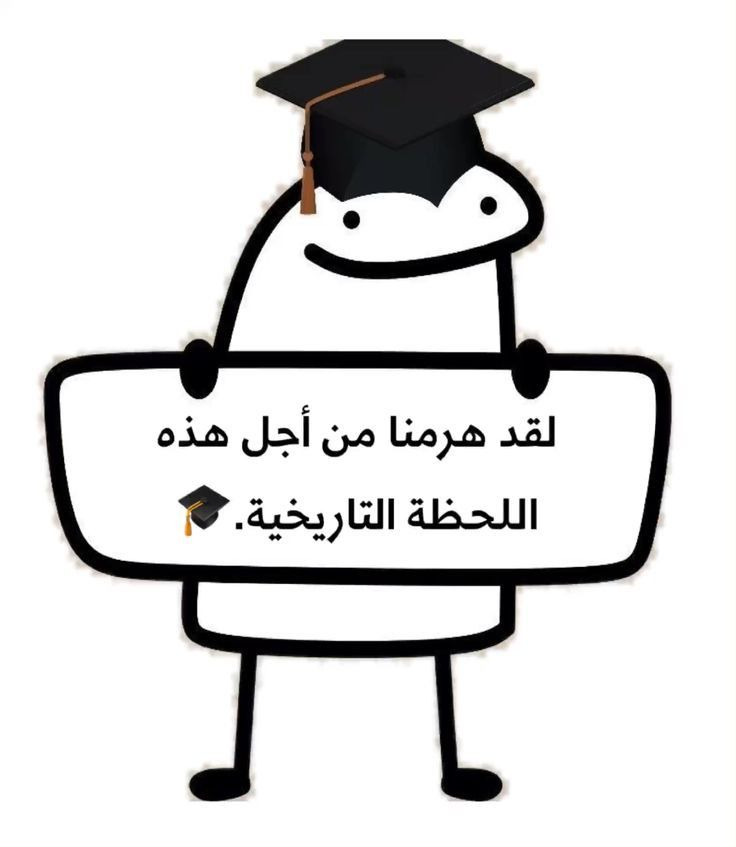 لقد هرمنا من أجل هذه
اللحظة التاريخية. 🎓